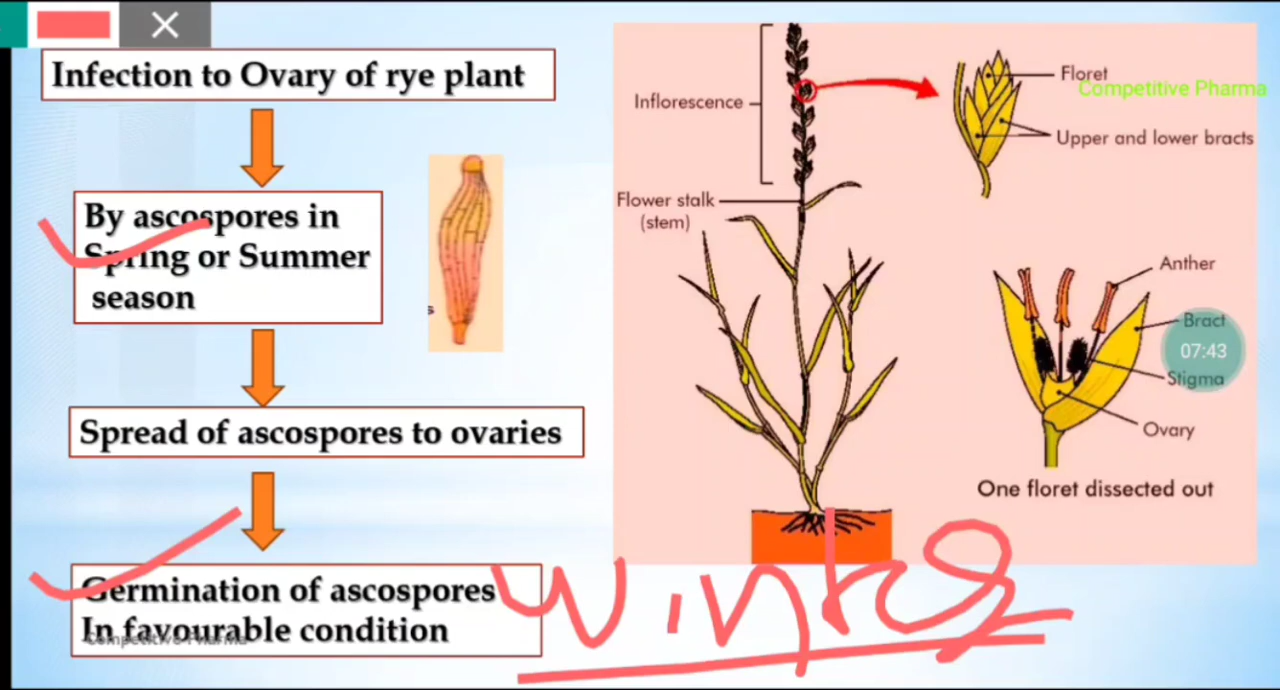 Infection to Ovary of rye plant
By ascospores in
Spring or Summer
season
Spread of ascospores to ovaries
Germination of ascospores
In favourable condition
Competitive Pharma
s
Inflorescence
Flower stalk
(stem)
Floret
Competitive Pharma
Upper and lower bracts
Anther
Bract
07:43
Stigma
Ovary
One floret dissected out